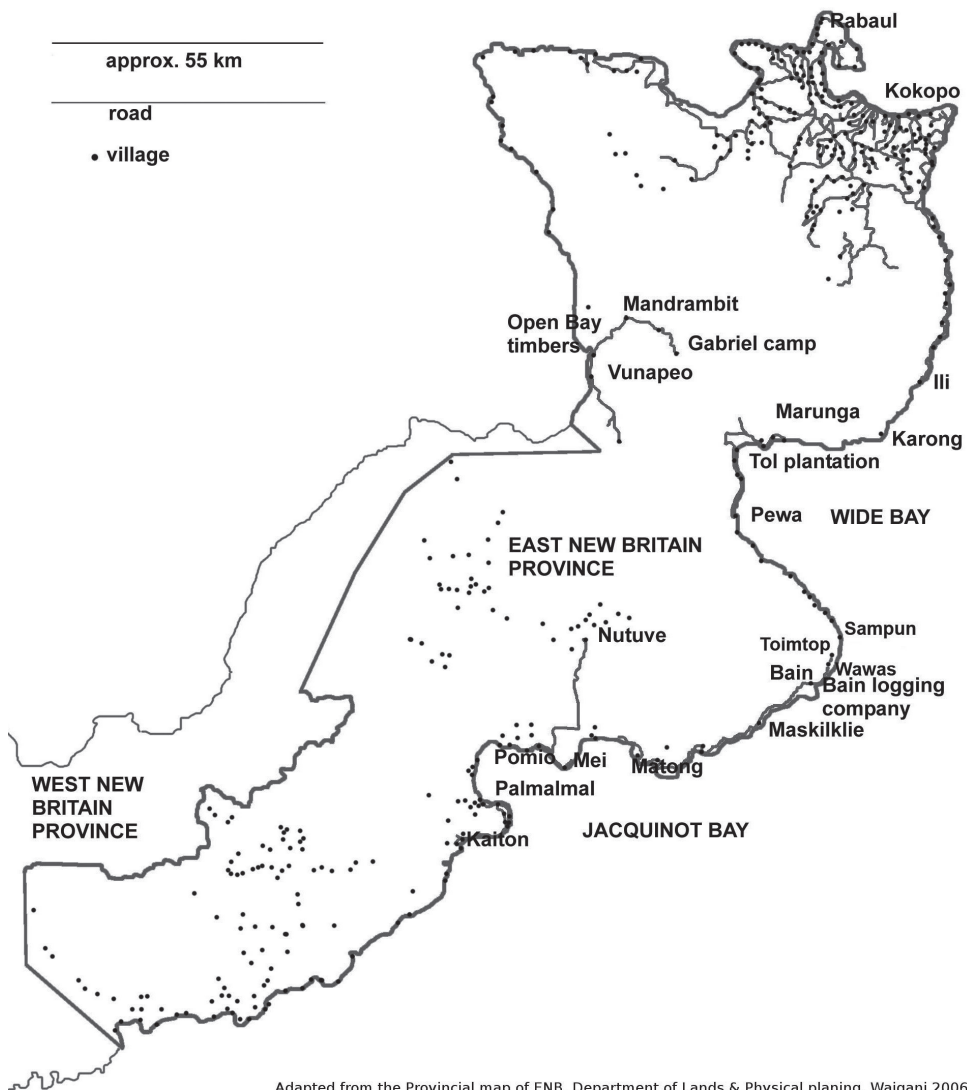 Rabaul
approx. 55 km
Kokopo
road
village
Mandrambit
Open Bay
timbers
Gabriel camp
Vunapeo
Ili
Marunga
Karong
Tol plantation
Pewa
WIDE BAY
EAST NEW BRITAIN
PROVINCE
Sampun
Nutuve
Toimtop
Wawas
Bain
Bain logging
company
Maskilklie
Pomio
Mei
Matong
WEST NEW
BRITAIN
PROVINCE
Palmalmal
JACQUINOT BAY
Kaiton
Adapted from the Provincial map of ENB, Department of Lands & Physical planing, Waigani 2006